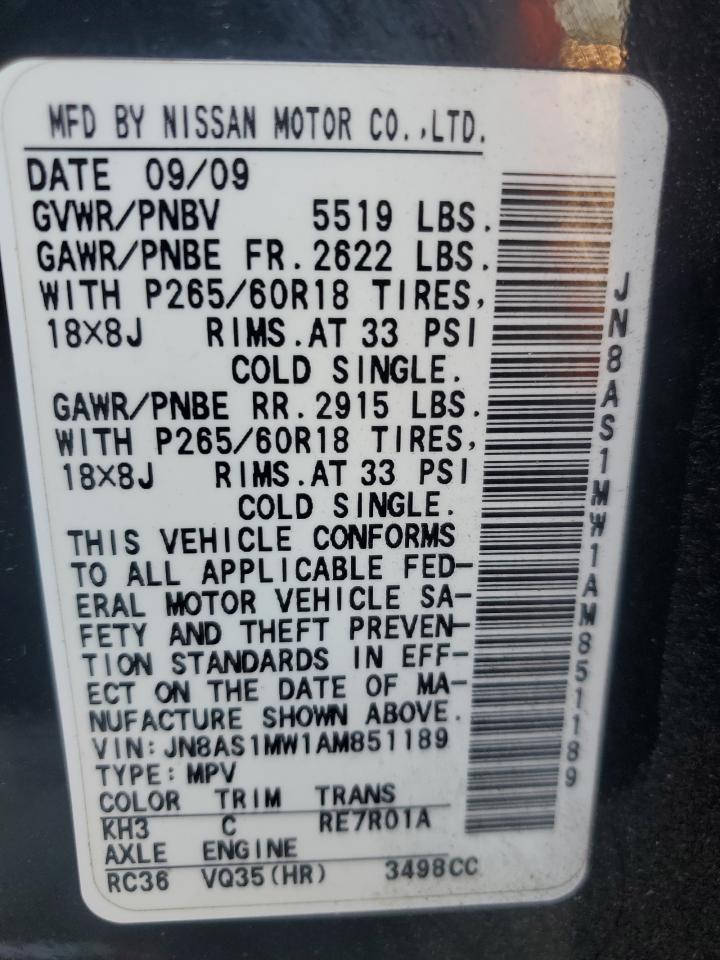 MFD BY NISSAN MOTOR CO.,LTD.
DATE 09/09
GVWR/PNBV 5519 LBS.
GAWR/PNBE FR.2622 LBS.
WITH P265/60R18 TIRES,
18X8J RIMS.AT 33 PSI
COLD SINGLE.
GAWR/PNBE RR.2915 LBS.
WITH P265/60R18 TIRES,
18X8J RIMS.AT 33 PSI
COLD SINGLE.
THIS VEHICLE CONFORMS
TO ALL APPLICABLE FED-
ERAL MOTOR VEHICLE SA-
FETY AND THEFT PREVEN-
TION STANDARDS IN EFF-
ECT ON THE DATE OF MA-
NUFACTURE SHOWN ABOVE.
VIN:JN8AS1MW1AM851189
TYPE:MPV
COLOR TRIM TRANS
KH3 C RE7R01A
AXLE ENGINE
RC36 VQ35(HR) 3498CC
JN8AS1MW1AM851189